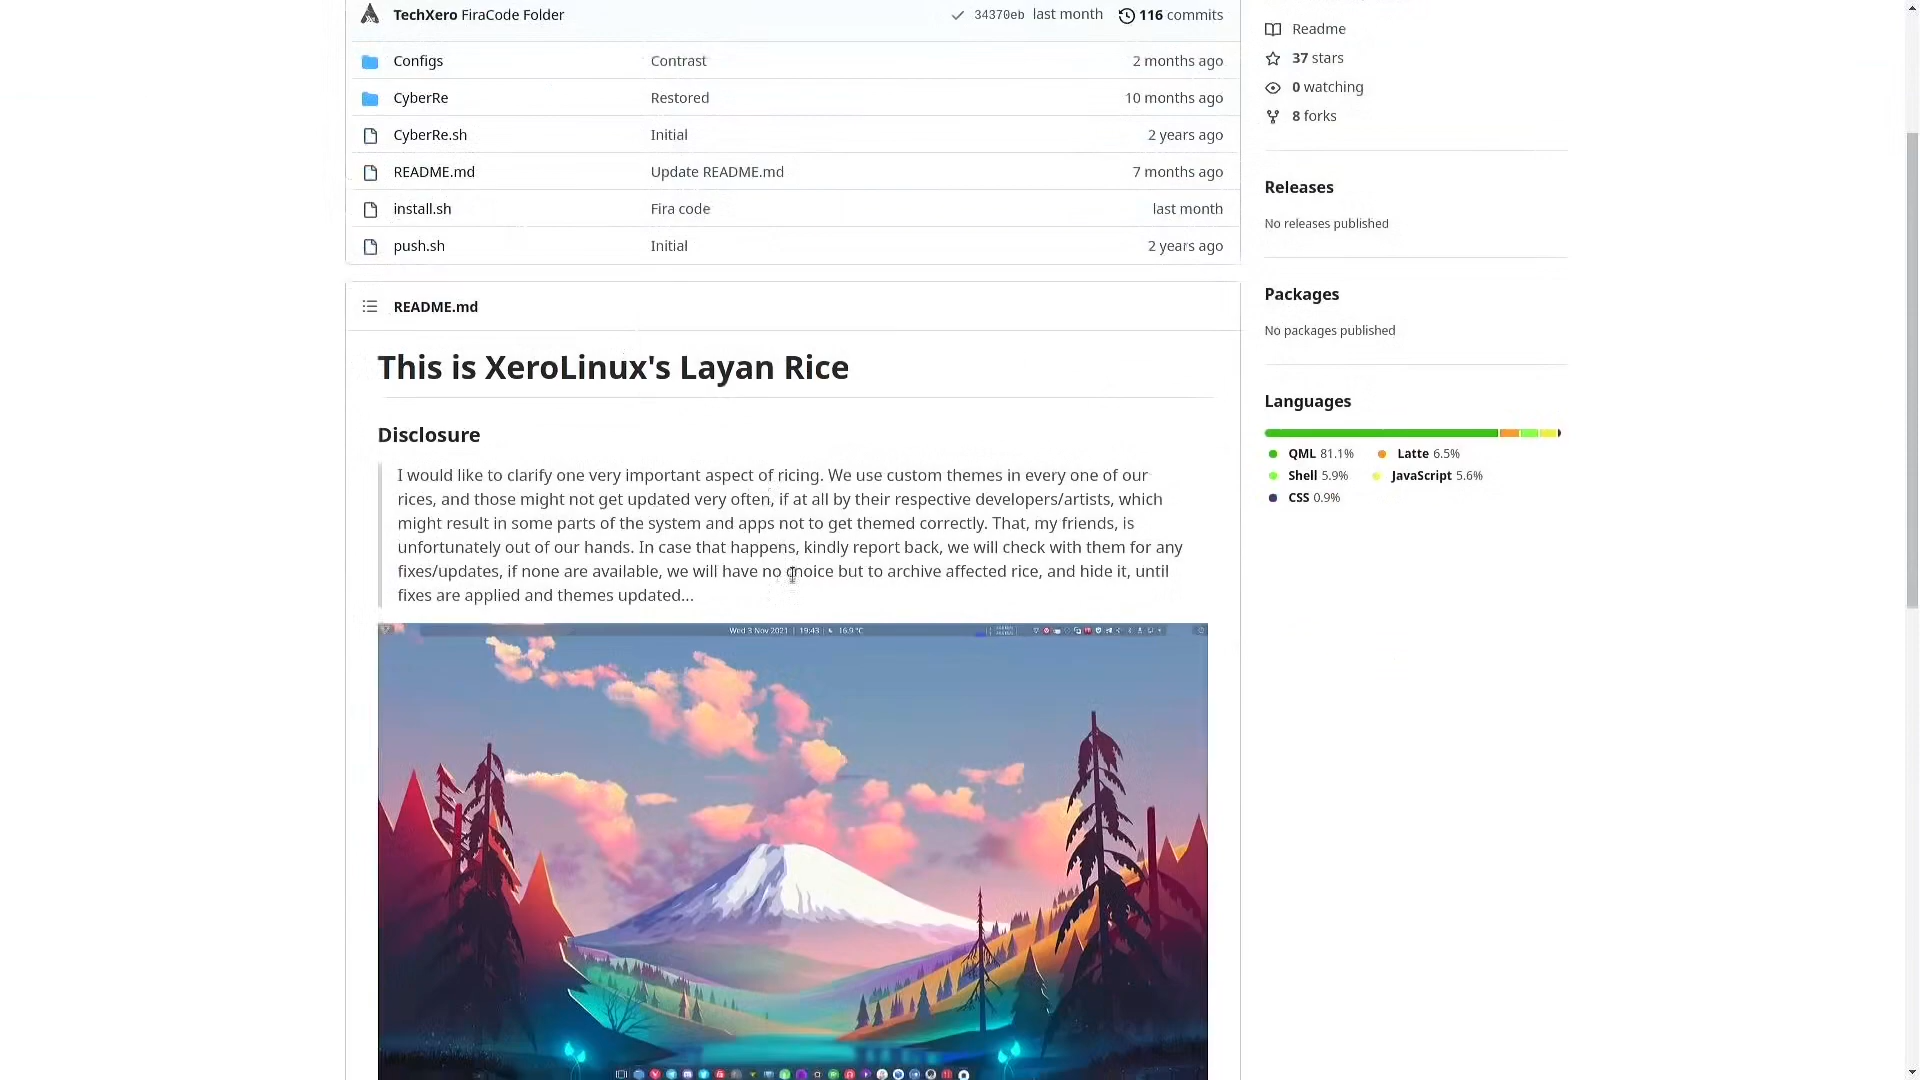 TechXero FiraCode Folder 34370eb last month 116 commits
Configs Contrast 2 months ago
CyberRe Restored 10 months ago
CyberRe.sh Initial 2 years ago
README.md Update README.md 7 months ago
install.sh Fira code last month
push.sh Initial 2 years ago
README.md
This is XeroLinux's Layan Rice
Disclosure
I would like to clarify one very important aspect of ricing. We use custom themes in every one of our
rices, and those might not get updated very often, if at all by their respective developers/artists, which
might result in some parts of the system and apps not to get themed correctly. That, my friends, is
unfortunately out of our hands. In case that happens, kindly report back, we will check with them for any
fixes/updates, if none are available, we will have no choice but to archive affected rice, and hide it, until
fixes are applied and themes updated...
Wed 3 Nov 2021 | 19:43 | 16.9 °C
Readme
37 stars
0 watching
8 forks
Releases
No releases published
Packages
No packages published
Languages
QML 81.1% Latte 6.5%
Shell 5.9% JavaScript 5.6%
CSS 0.9%